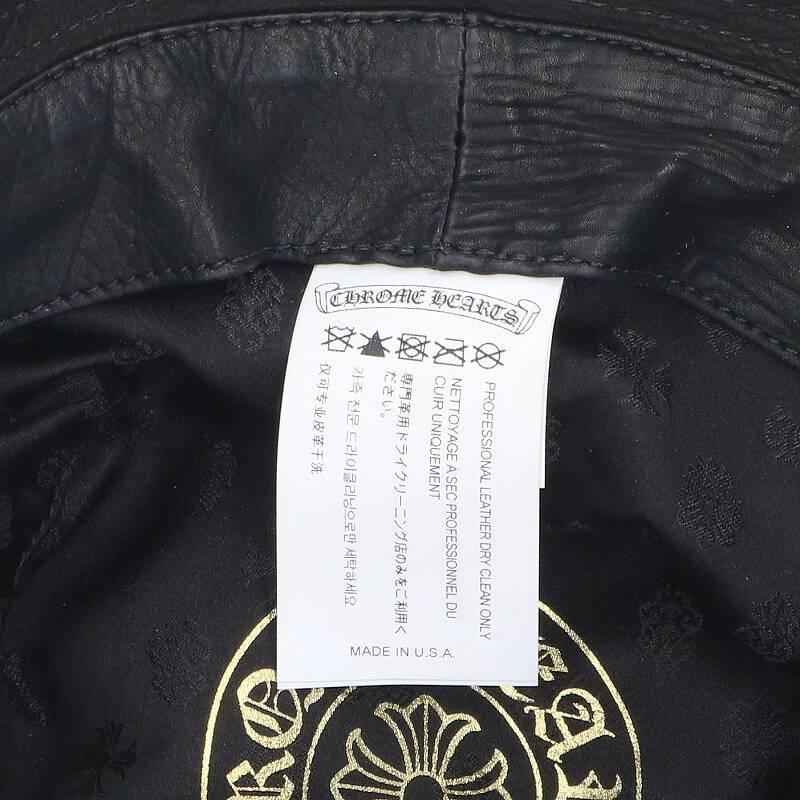 CHROME HEARTS
PROFESSIONAL LEATHER DRY CLEAN ONLY
NETTOYAGE A SEC PROFESSIONNEL DU
CUIR UNIQUEMENT
専門革用ドライクリーニング店のみをご利用く
ださい。
가죽 전문 드라이클리닝으로만 세탁하세요
仅可专业皮革干洗
MADE IN U.S.A.